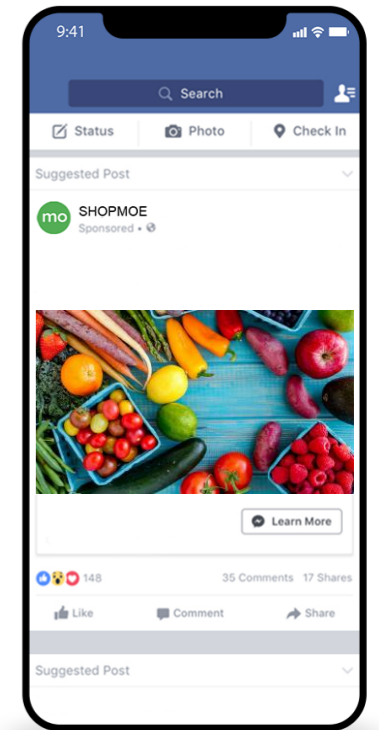 9:41
Search
Status Photo Check In
Suggested Post
mo SHOPMOE
Sponsored •
Learn More
148 35 Comments 17 Shares
Like Comment Share
Suggested Post